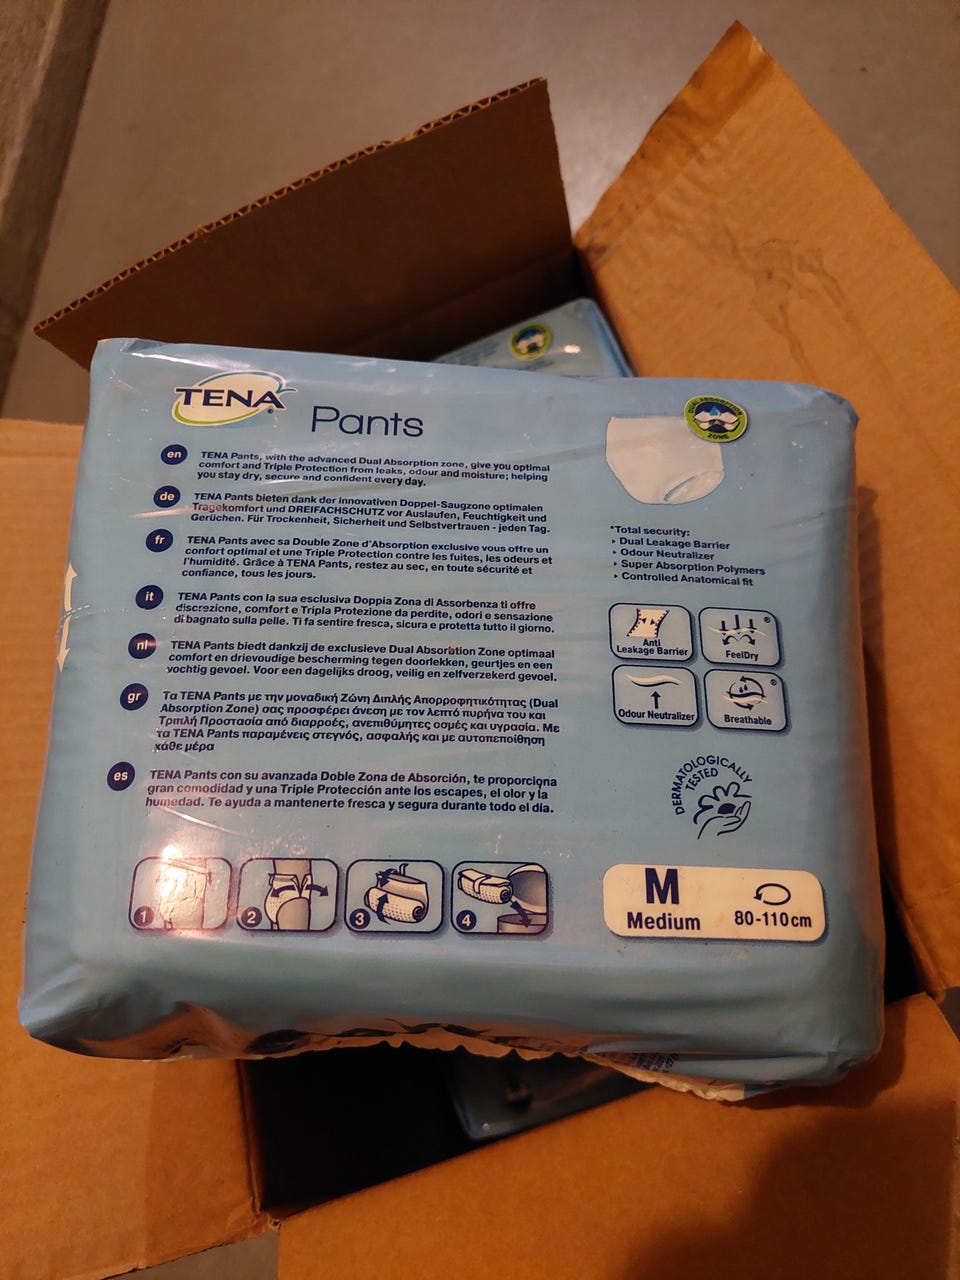 TENA
Pants
en
TENA Pants, with the advanced Dual Absorption zone, give you optimal
comfort and Triple Protection from leaks, odour and moisture; helping
you stay dry, secure and confident every day.
de
TENA Pants bieten dank der innovativen Doppel-Saugzone optimalen
Tragekomfort und DREIFACHSCHUTZ vor Auslaufen, Feuchtigkeit und
Gerüchen. Für Trockenheit, Sicherheit und Selbstvertrauen - jeden Tag.
fr
TENA Pants avec sa Double Zone d'Absorption exclusive vous offre un
confort optimal et une Triple Protection contre les fuites, les odeurs et
l'humidité. Grâce à TENA Pants, restez au sec, en toute sécurité et
confiance, tous les jours.
it
TENA Pants con la sua esclusiva Doppia Zona di Assorbenza ti offre
discrezione, comfort e Tripla Protezione da perdite, odori e sensazione
di bagnato sulla pelle. Ti fa sentire fresca, sicura e protetta tutto il giorno.
nl
TENA Pants biedt dankzij de exclusieve Dual Absorbtion Zone optimaal
comfort en drievoudige bescherming tegen doorlekken, geurtjes en een
vochtig gevoel. Voor een dagelijks droog, veilig en zelfverzekerd gevoel.
gr
Τα TENA Pants με την μοναδική Ζώνη Διπλής Απορροφητικότητας (Dual
Absorption Zone) σας προσφέρει άνεση με τον λεπτό πυρήνα του και
Τριπλή Προστασία από διαρροές, ανεπιθύμητες οσμές και υγρασία. Με
τα TENA Pants παραμένεις στεγνός, ασφαλής και με αυτοπεποίθηση
κάθε μέρα
es
TENA Pants con su avanzada Doble Zona de Absorción, te proporciona
gran comodidad y una Triple Protección ante los escapes, el olor y la
humedad. Te ayuda a mantenerte fresca y segura durante todo el día.
1
2
3
4
DUAL ABSORPTION
ZONE
*Total security:
‣ Dual Leakage Barrier
‣ Odour Neutralizer
‣ Super Absorption Polymers
‣ Controlled Anatomical fit
Anti
Leakage Barrier
FeelDry
®
Odour Neutralizer
Breathable
®
DERMATOLOGICALLY
TESTED
M
Medium
80-110 cm